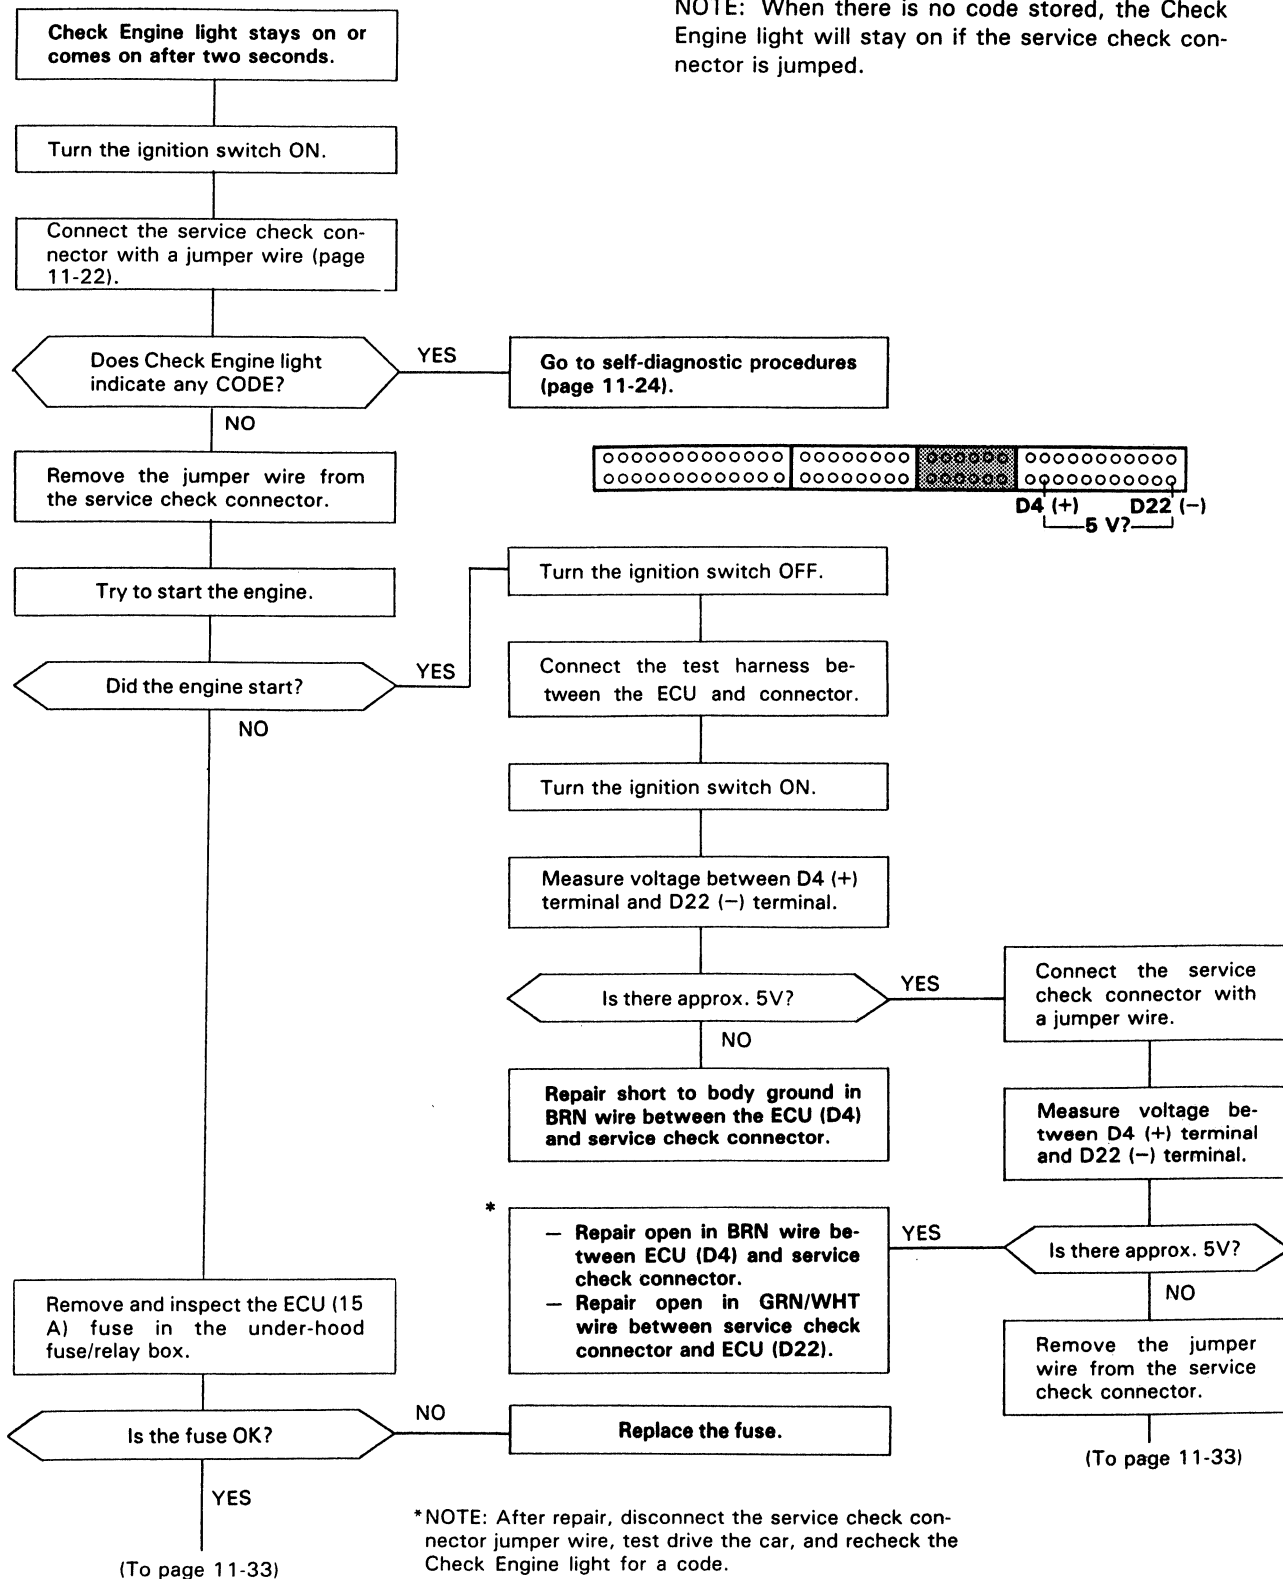 NOTE: When there is no code stored, the Check
Engine light will stay on if the service check con-
nector is jumped.
Check Engine light stays on or
comes on after two seconds.
Turn the ignition switch ON.
Connect the service check con-
nector with a jumper wire (page
11-22).
Does Check Engine light
indicate any CODE?
YES
Go to self-diagnostic procedures
(page 11-24).
NO
Remove the jumper wire from
the service check connector.
D4 (+) D22 (−)
5 V?
Try to start the engine.
Did the engine start?
YES
NO
Turn the ignition switch OFF.
Connect the test harness be-
tween the ECU and connector.
Turn the ignition switch ON.
Measure voltage between D4 (+)
terminal and D22 (−) terminal.
Is there approx. 5V?
YES
NO
Repair short to body ground in
BRN wire between the ECU (D4)
and service check connector.
Connect the service
check connector with
a jumper wire.
Measure voltage be-
tween D4 (+) terminal
and D22 (−) terminal.
Is there approx. 5V?
YES
*
— Repair open in BRN wire be-
tween ECU (D4) and service
check connector.
— Repair open in GRN/WHT
wire between service check
connector and ECU (D22).
NO
Remove the jumper
wire from the service
check connector.
(To page 11-33)
Remove and inspect the ECU (15
A) fuse in the under-hood
fuse/relay box.
Is the fuse OK?
NO
Replace the fuse.
YES
(To page 11-33)
*NOTE: After repair, disconnect the service check con-
nector jumper wire, test drive the car, and recheck the
Check Engine light for a code.